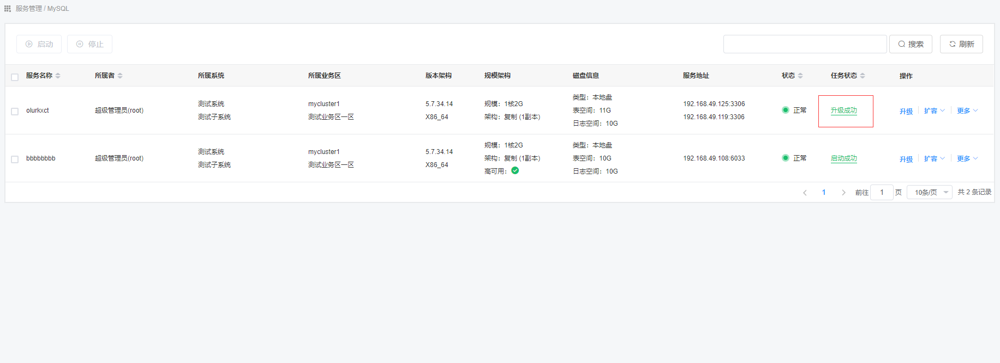 服务管理 / MySQL
启动 停止 搜索 刷新
服务名称 所属者 所属系统 所属业务区 版本架构 规模架构 磁盘信息 服务地址 状态 任务状态 操作
olurkxct 超级管理员(root)
测试系统
测试子系统
mycluster1
测试业务区一区
5.7.34.14
X86_64
规模：1核2G
架构：复制 (1副本)
类型：本地盘
表空间：11G
日志空间：10G
192.168.49.125:3306
192.168.49.119:3306
正常 升级成功 升级 扩容 更多
bbbbbbbb 超级管理员(root)
测试系统
测试子系统
mycluster1
测试业务区一区
5.7.34.14
X86_64
规模：1核2G
架构：复制 (1副本)
高可用：
类型：本地盘
表空间：10G
日志空间：10G
192.168.49.108:6033
正常 启动成功 升级 扩容 更多
1 前往 1 页 10条/页 共 2 条记录